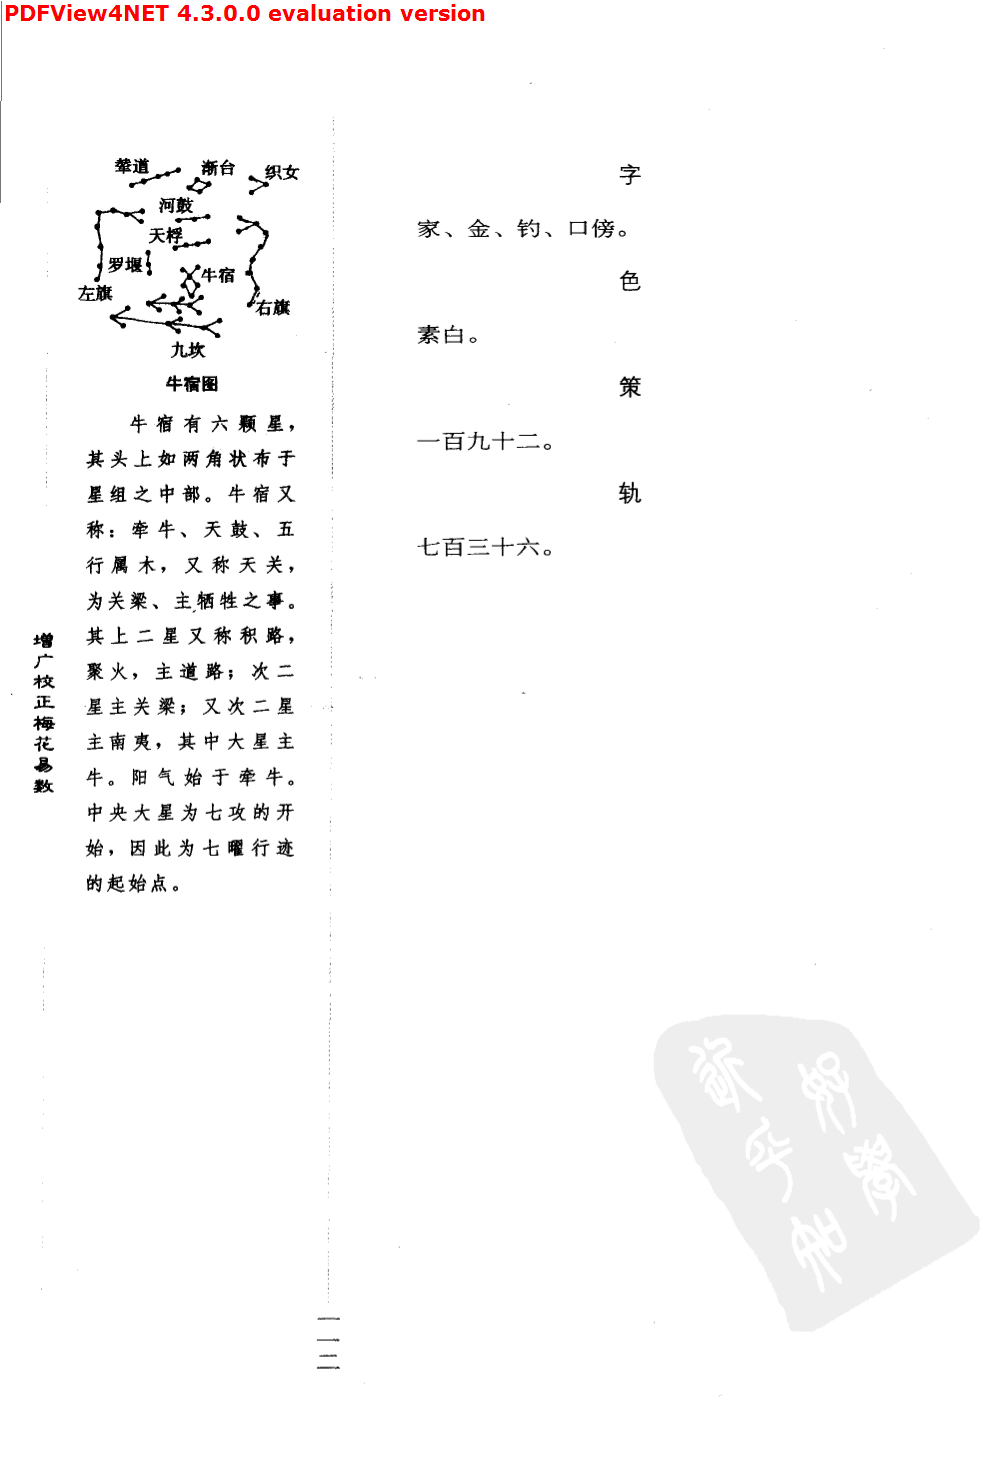 PDFView4NET 4.3.0.0 evaluation version
辇道
渐台
织女
河鼓
天桴
罗堰
牛宿
左旗
右旗
九坎
牛宿图
牛宿有六颗星，
其头上如两角状布于
星组之中部。牛宿又
称：牵牛、天鼓、五
行属木，又称天关，
为关梁、主牺牲之事。
其上二星又称积路，
聚火，主道路；次二
星主关梁；又次二星
主南夷，其中大星主
牛。阳气始于牵牛。
中央大星为七攻的开
始，因此为七曜行迹
的起始点。
增广校正梅花易数
字
家、金、钓、口傍。
色
素白。
策
一百九十二。
轨
七百三十六。
一一二